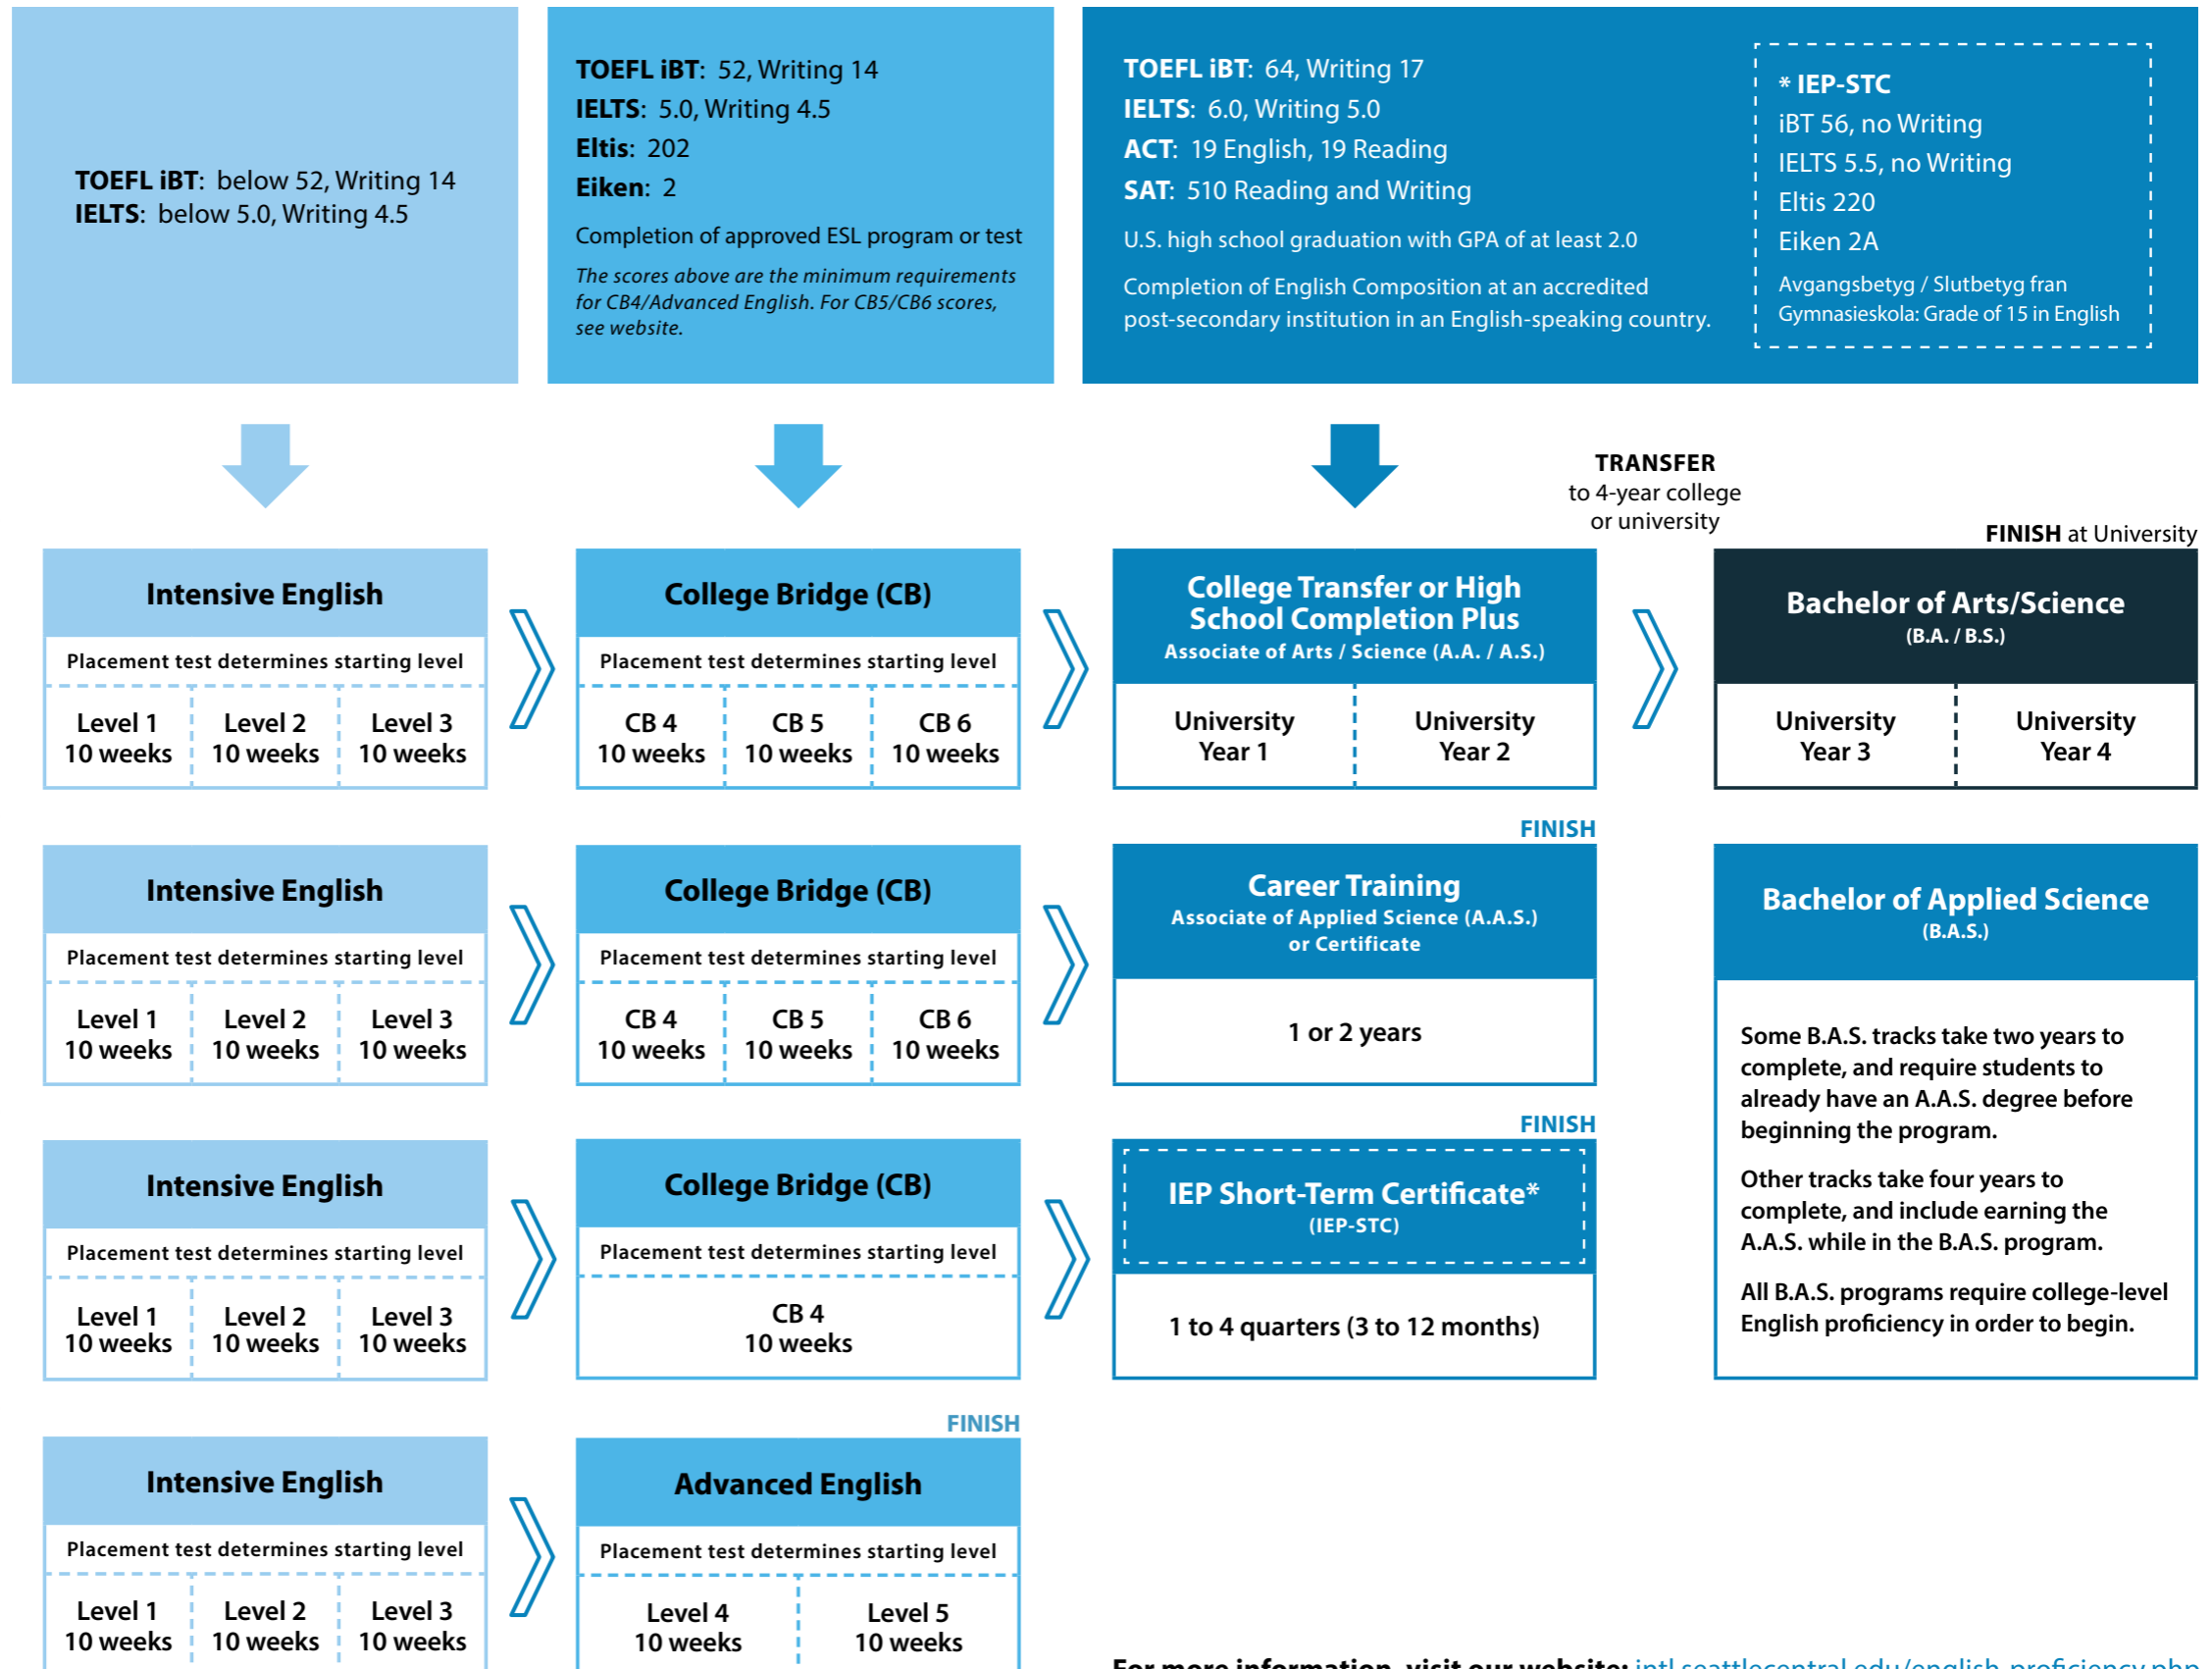 TOEFL iBT: below 52, Writing 14
IELTS: below 5.0, Writing 4.5
TOEFL iBT: 52, Writing 14
IELTS: 5.0, Writing 4.5
Eltis: 202
Eiken: 2
Completion of approved ESL program or test
The scores above are the minimum requirements
for CB4/Advanced English. For CB5/CB6 scores,
see website.
TOEFL iBT: 64, Writing 17
IELTS: 6.0, Writing 5.0
ACT: 19 English, 19 Reading
SAT: 510 Reading and Writing
U.S. high school graduation with GPA of at least 2.0
Completion of English Composition at an accredited
post-secondary institution in an English-speaking country.
* IEP-STC
iBT 56, no Writing
IELTS 5.5, no Writing
Eltis 220
Eiken 2A
Avgangsbetyg / Slutbetyg fran
Gymnasieskola: Grade of 15 in English
TRANSFER
to 4-year college
or university
FINISH at University
Intensive English
Placement test determines starting level
Level 1
10 weeks
Level 2
10 weeks
Level 3
10 weeks
College Bridge (CB)
Placement test determines starting level
CB 4
10 weeks
CB 5
10 weeks
CB 6
10 weeks
College Transfer or High
School Completion Plus
Associate of Arts / Science (A.A. / A.S.)
University
Year 1
University
Year 2
Bachelor of Arts/Science
(B.A. / B.S.)
University
Year 3
University
Year 4
Intensive English
Placement test determines starting level
Level 1
10 weeks
Level 2
10 weeks
Level 3
10 weeks
College Bridge (CB)
Placement test determines starting level
CB 4
10 weeks
CB 5
10 weeks
CB 6
10 weeks
FINISH
Career Training
Associate of Applied Science (A.A.S.)
or Certificate
1 or 2 years
Bachelor of Applied Science
(B.A.S.)
Some B.A.S. tracks take two years to
complete, and require students to
already have an A.A.S. degree before
beginning the program.
Other tracks take four years to
complete, and include earning the
A.A.S. while in the B.A.S. program.
All B.A.S. programs require college-level
English proficiency in order to begin.
Intensive English
Placement test determines starting level
Level 1
10 weeks
Level 2
10 weeks
Level 3
10 weeks
College Bridge (CB)
Placement test determines starting level
CB 4
10 weeks
FINISH
IEP Short-Term Certificate*
(IEP-STC)
1 to 4 quarters (3 to 12 months)
Intensive English
Placement test determines starting level
Level 1
10 weeks
Level 2
10 weeks
Level 3
10 weeks
FINISH
Advanced English
Placement test determines starting level
Level 4
10 weeks
Level 5
10 weeks
For more information, visit our website: intl.seattlecentral.edu/english-proficiency.php